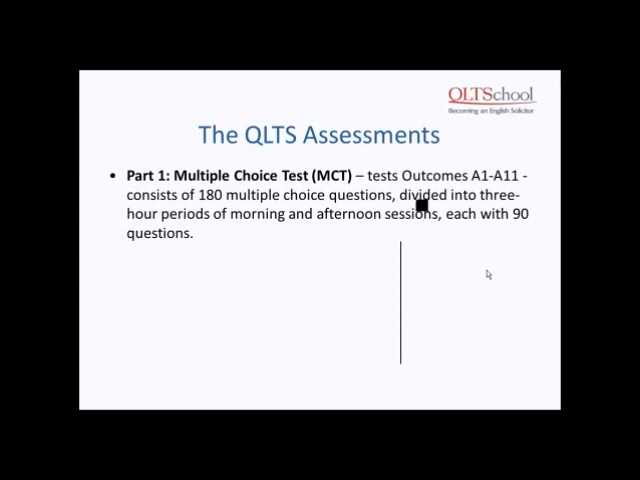 QLTSchool
Becoming an English Solicitor
The QLTS Assessments
• Part 1: Multiple Choice Test (MCT) – tests Outcomes A1-A11 -
consists of 180 multiple choice questions, divided into three-
hour periods of morning and afternoon sessions, each with 90
questions.